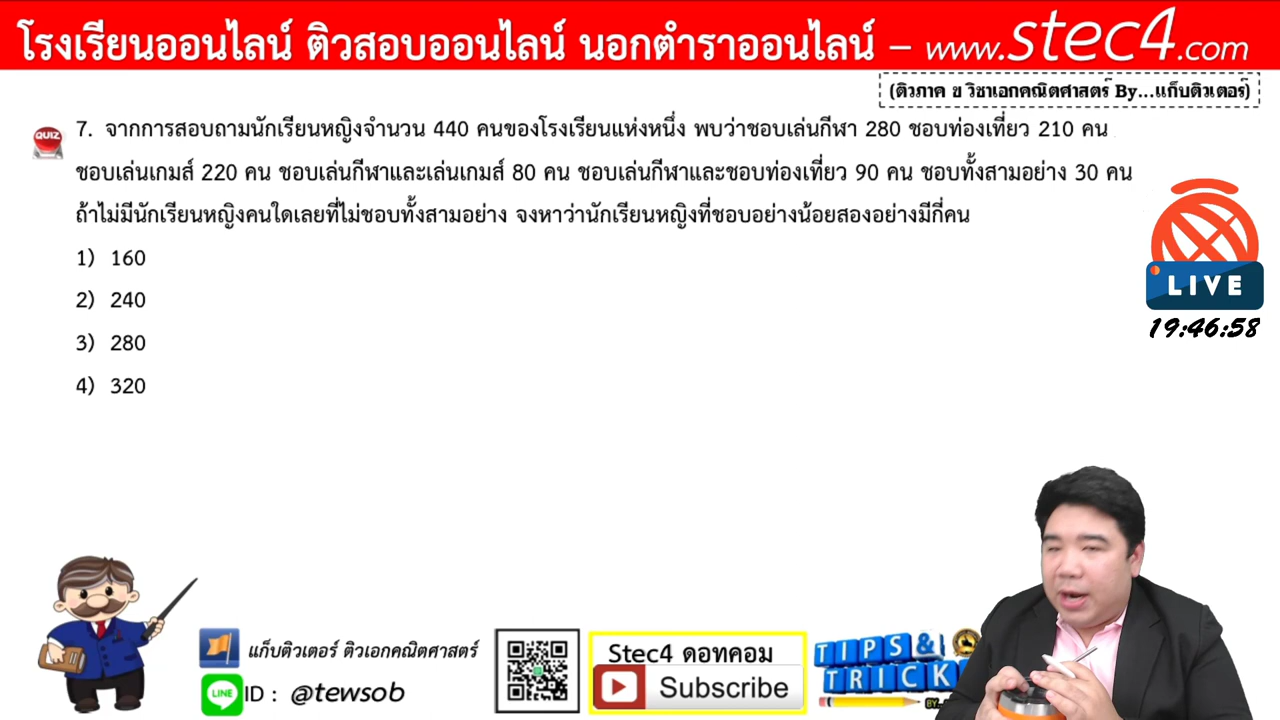 โรงเรียนออนไลน์ ติวสอบออนไลน์ นอกตำราออนไลน์ – www.stec4.com
(ติวภาค ข วิชาเอกคณิตศาสตร์ By...แก็บติวเตอร์)
QUIZ
7. จากการสอบถามนักเรียนหญิงจำนวน 440 คนของโรงเรียนแห่งหนึ่ง พบว่าชอบเล่นกีฬา 280 ชอบท่องเที่ยว 210 คน
ชอบเล่นเกมส์ 220 คน ชอบเล่นกีฬาและเล่นเกมส์ 80 คน ชอบเล่นกีฬาและชอบท่องเที่ยว 90 คน ชอบทั้งสามอย่าง 30 คน
ถ้าไม่มีนักเรียนหญิงคนใดเลยที่ไม่ชอบทั้งสามอย่าง จงหาว่านักเรียนหญิงที่ชอบอย่างน้อยสองอย่างมีกี่คน
1) 160
2) 240
3) 280
4) 320
LIVE
19:46:58
แก็บติวเตอร์ ติวเอกคณิตศาสตร์
LINE ID : @tewsob
Stec4 ดอทคอม
Subscribe
TIPS &
TRICK